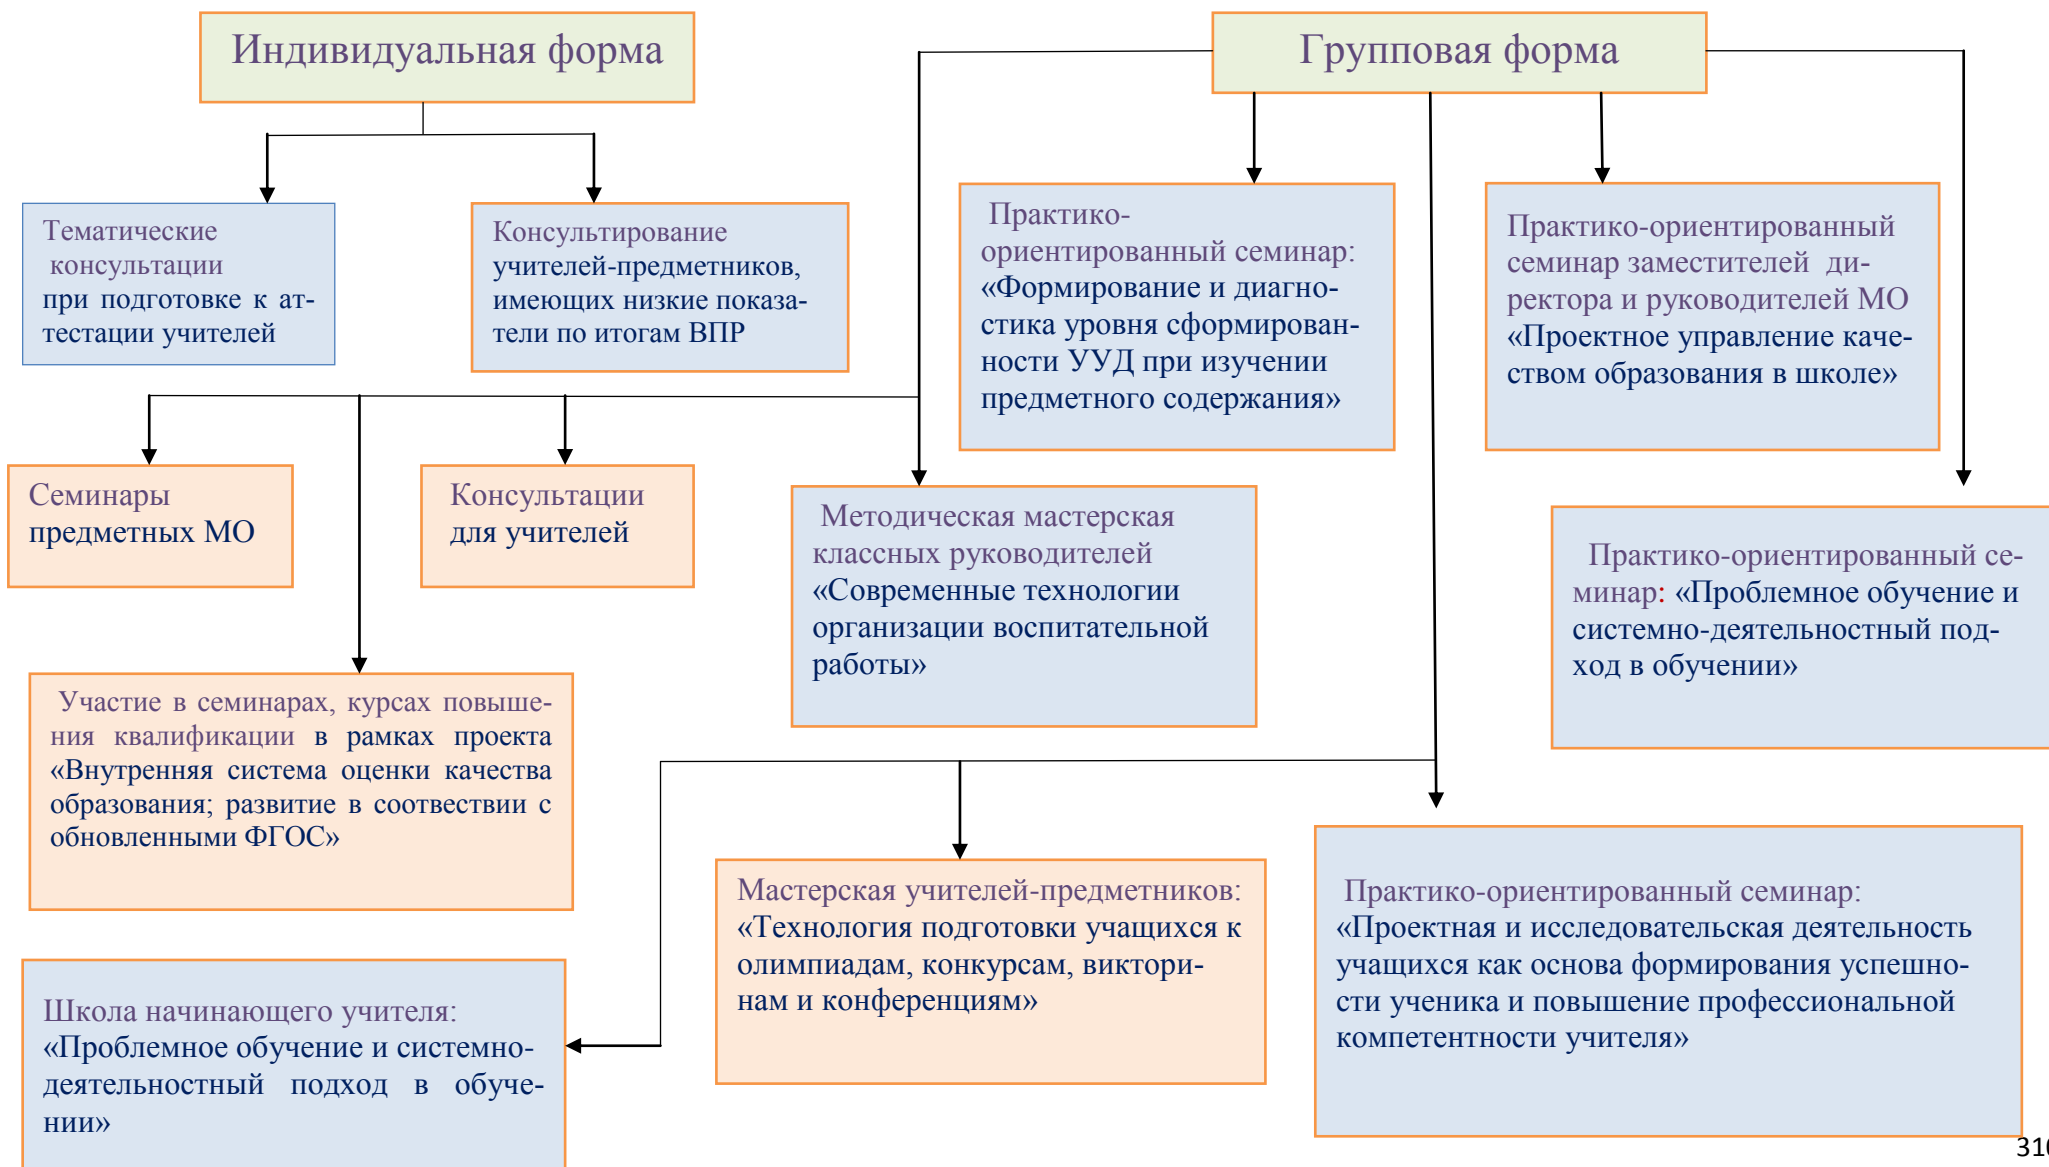 Индивидуальная форма
Групповая форма
Тематические
консультации
при подготовке к ат-
тестации учителей
Консультирование
учителей-предметников,
имеющих низкие показа-
тели по итогам ВПР
Практико-
ориентированный семинар:
«Формирование и диагно-
стика уровня сформирован-
ности УУД при изучении
предметного содержания»
Практико-ориентированный
семинар заместителей ди-
ректора и руководителей МО
«Проектное управление каче-
ством образования в школе»
Семинары
предметных МО
Консультации
для учителей
Методическая мастерская
классных руководителей
«Современные технологии
организации воспитательной
работы»
Практико-ориентированный се-
минар: «Проблемное обучение и
системно-деятельностный под-
ход в обучении»
Участие в семинарах, курсах повыше-
ния квалификации в рамках проекта
«Внутренняя система оценки качества
образования; развитие в соотвествии с
обновленными ФГОС»
Мастерская учителей-предметников:
«Технология подготовки учащихся к
олимпиадам, конкурсам, виктори-
нам и конференциям»
Практико-ориентированный семинар:
«Проектная и исследовательская деятельность
учащихся как основа формирования успешно-
сти ученика и повышение профессиональной
компетентности учителя»
Школа начинающего учителя:
«Проблемное обучение и системно-
деятельностный подход в обуче-
нии»